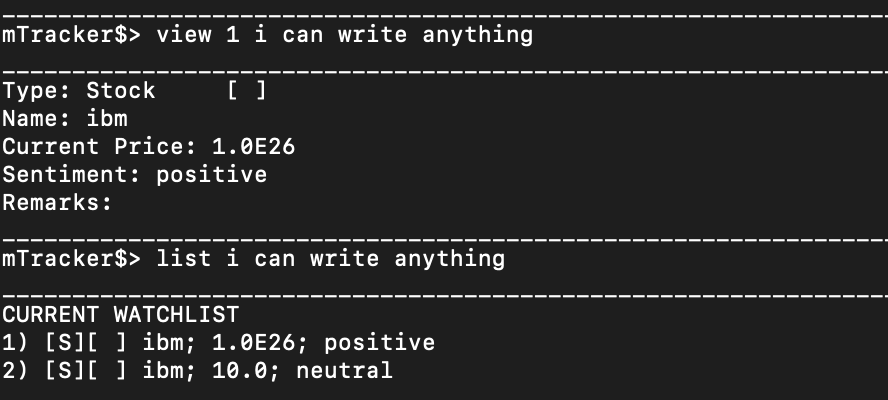 mTracker$> view 1 i can write anything
Type: Stock     [ ]
Name: ibm
Current Price: 1.0E26
Sentiment: positive
Remarks:
mTracker$> list i can write anything
CURRENT WATCHLIST
1) [S][ ] ibm; 1.0E26; positive
2) [S][ ] ibm; 10.0; neutral